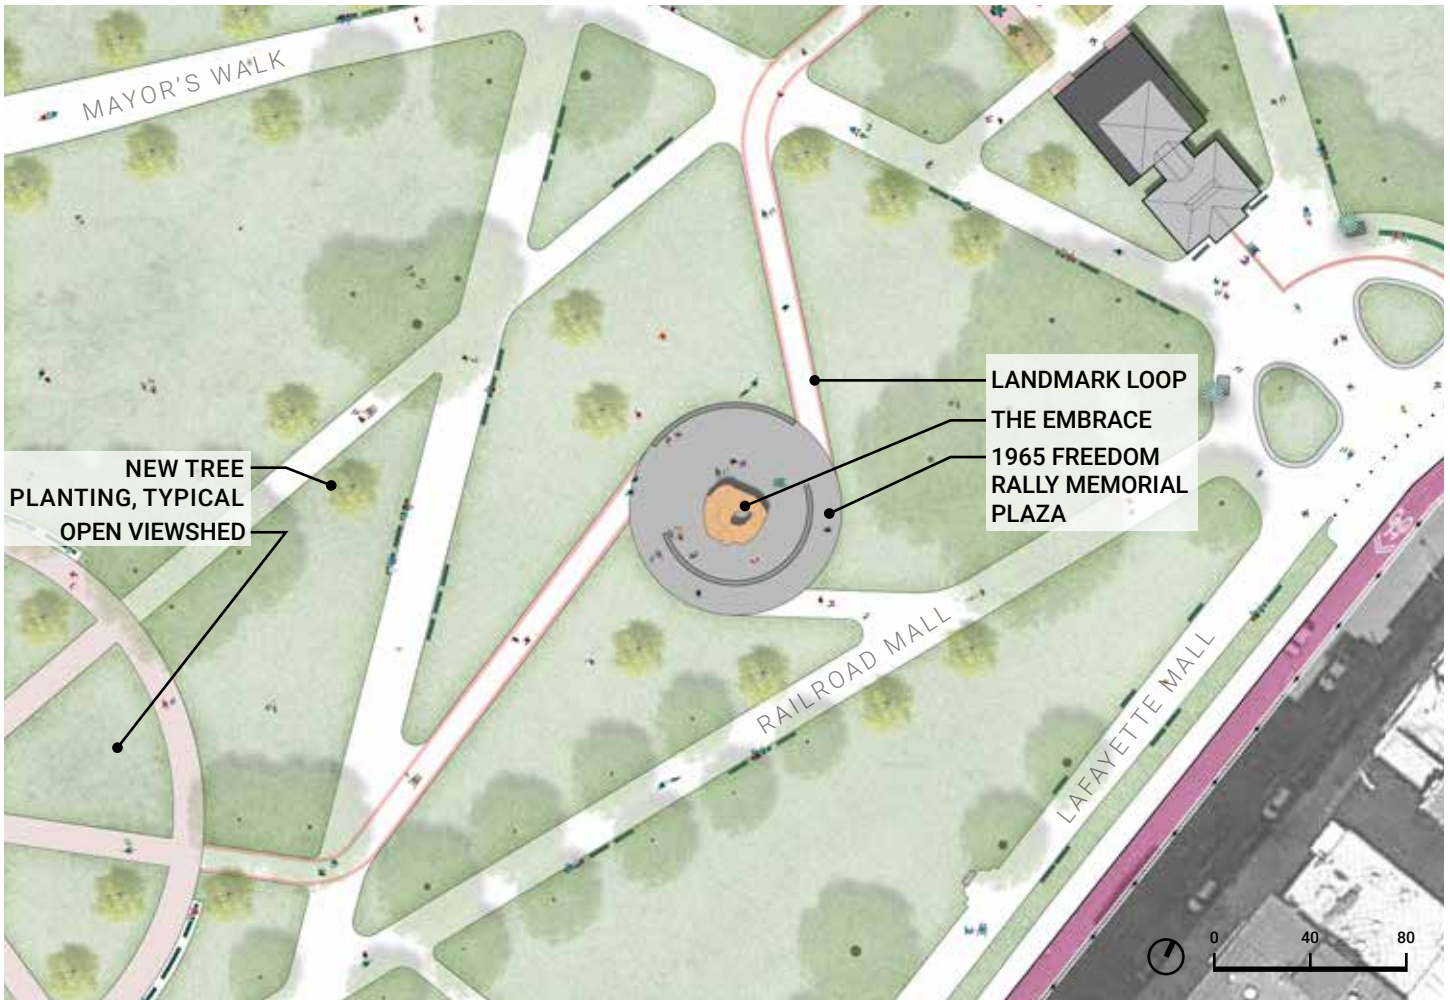 MAYOR'S WALK
LANDMARK LOOP
THE EMBRACE
1965 FREEDOM
RALLY MEMORIAL
PLAZA
NEW TREE
PLANTING, TYPICAL
OPEN VIEWSHED
RAILROAD MALL
LAFAYETTE MALL
0 40 80